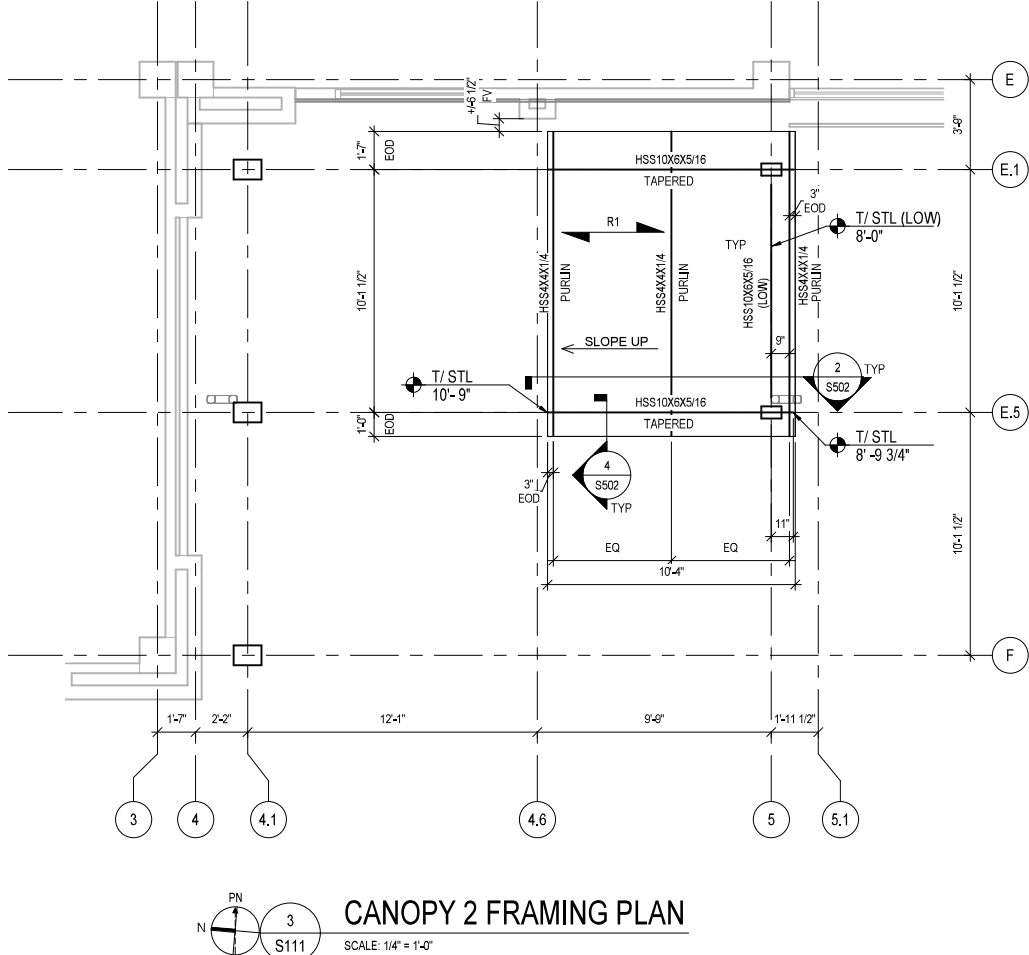 E
+/-6 1/2"
FV
3'-9"
1'-7"
EOD
HSS10X6X5/16
TAPERED
E.1
3"
EOD
R1
T/ STL (LOW)
8'-0"
TYP
HSS4X4X1/4
PURLIN
HSS4X4X1/4
PURLIN
HSS10X6X5/16
(LOW)
HSS4X4X1/4
PURLIN
10'-1 1/2"
10'-1 1/2"
SLOPE UP
9"
2
S502
TYP
T/ STL
10'- 9"
HSS10X6X5/16
TAPERED
EOD
E.5
T/ STL
8' -9 3/4"
4
S502
TYP
3"
EOD
11"
10'-1 1/2"
EQ
EQ
10'-4"
F
1'-7"
2'-2"
12'-1"
1'-11 1/2"
3
4
4.1
4.6
5
5.1
PN
N
3
S111
CANOPY 2 FRAMING PLAN
SCALE: 1/4" = 1'-0"